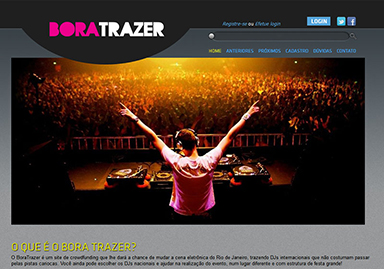 BORATRAZER
Registre-se ou Efetue login
LOGIN
HOME ANTERIORES PRÓXIMOS CADASTRO DÚVIDAS CONTATO
O QUE É O BORA TRAZER?
O BoraTrazer é um site de crowdfunding que lhe dará a chance de mudar a cena eletrônica do Rio de Janeiro, trazendo DJs internacionais que não costumam passar
pelas pistas cariocas. Você ainda pode escolher os DJs nacionais e ajudar na realização do evento, num lugar diferente e com estrutura de festa grande!